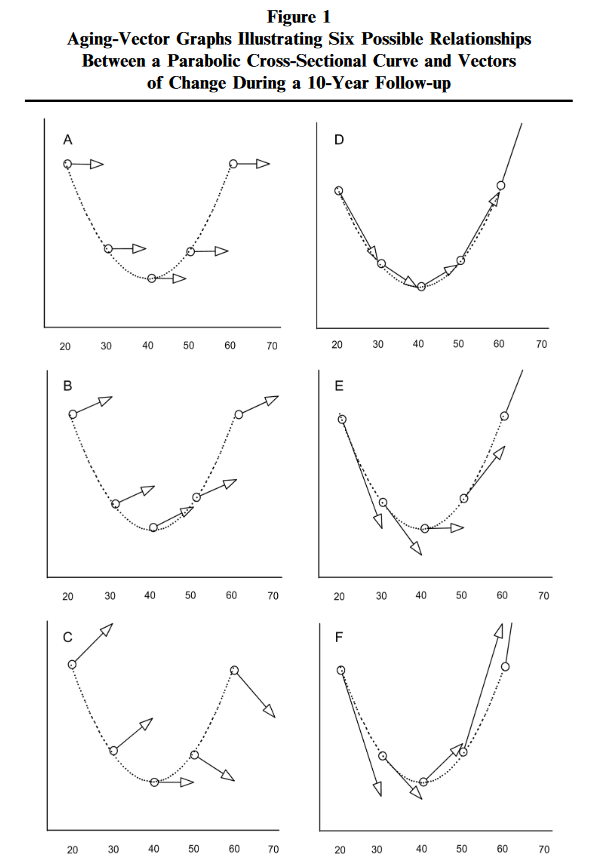 Figure 1
Aging-Vector Graphs Illustrating Six Possible Relationships
Between a Parabolic Cross-Sectional Curve and Vectors
of Change During a 10-Year Follow-up
A
20 30 40 50 60 70
D
20 30 40 50 60 70
B
20 30 40 50 60 70
E
20 30 40 50 60 70
C
20 30 40 50 60 70
F
20 30 40 50 60 70